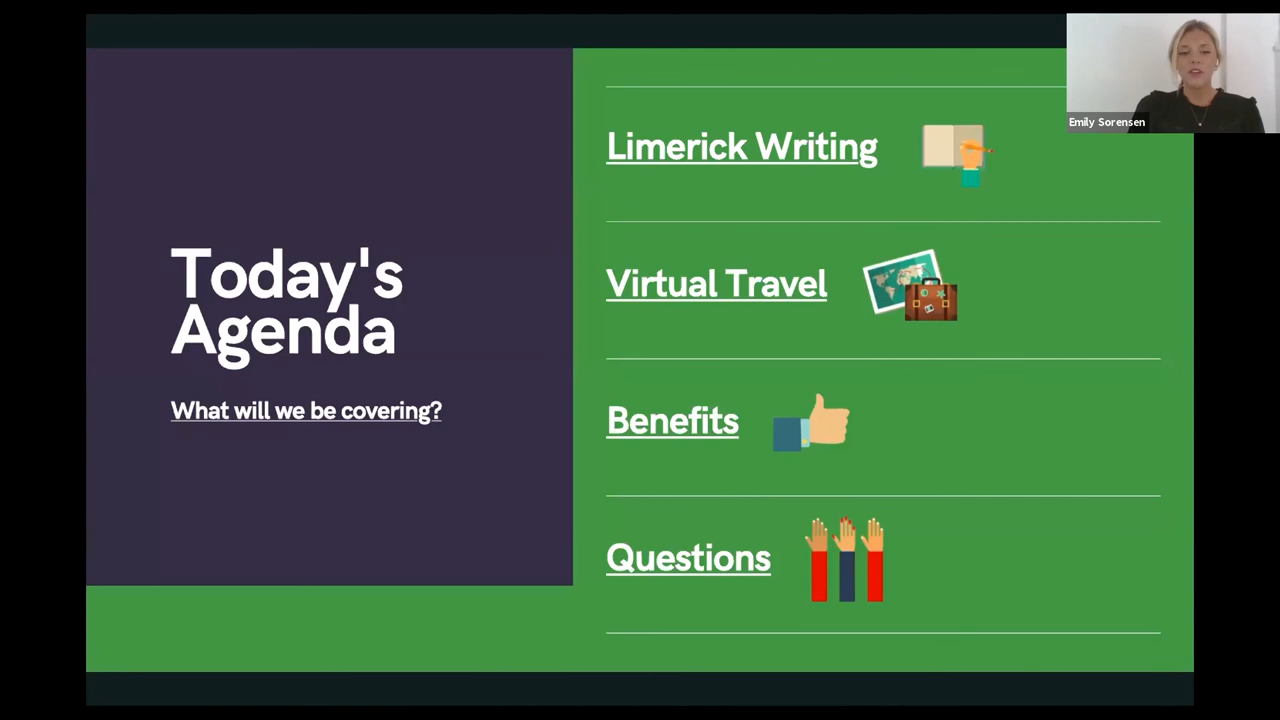 Today's
Agenda
What will we be covering?
Limerick Writing
Virtual Travel
Benefits
Questions
Emily Sorensen